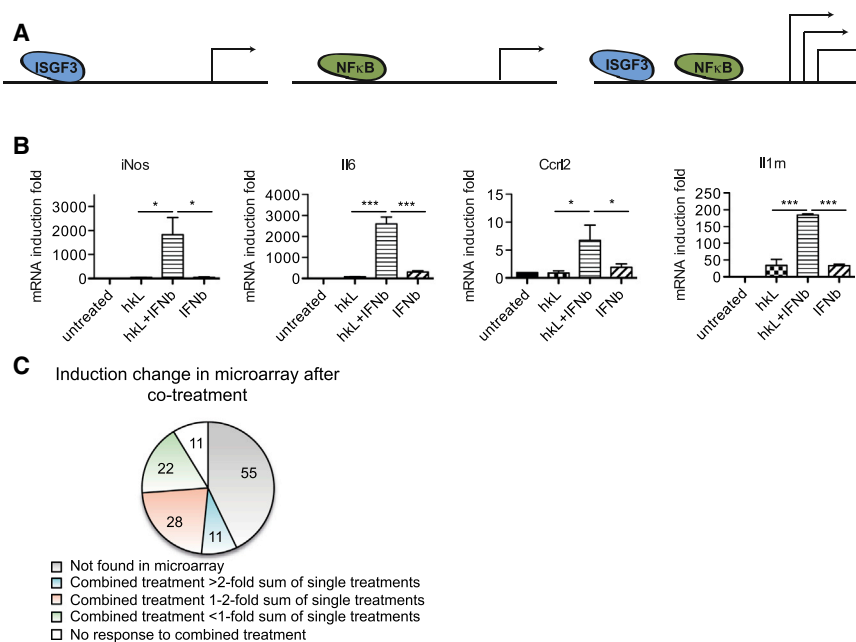 A
ISGF3
NFκB
ISGF3 NFκB
B
iNos
Il6
Ccrl2
Il1rn
mRNA induction fold
3000
2000
1000
0
* *
untreated
hkL
hkL+IFNb
IFNb
mRNA induction fold
4000
3000
2000
1000
0
*** ***
untreated
hkL
hkL+IFNb
IFNb
mRNA induction fold
15
10
5
0
* *
untreated
hkL
hkL+IFNb
IFNb
mRNA induction fold
250
200
150
100
50
0
*** ***
untreated
hkL
hkL+IFNb
IFNb
C
Induction change in microarray after
co-treatment
11
55
22
28
11
Not found in microarray
Combined treatment >2-fold sum of single treatments
Combined treatment 1-2-fold sum of single treatments
Combined treatment <1-fold sum of single treatments
No response to combined treatment